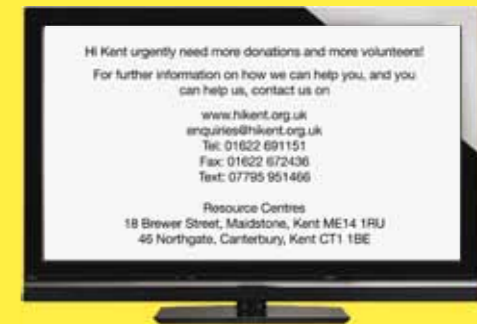 Hi Kent urgently need more donations and more volunteers!
For further information on how we can help you, and you
can help us, contact us on
www.hikent.org.uk
enquiries@hikent.org.uk
Tel: 01622 691151
Fax: 01622 672436
Text: 07795 951466
Resource Centres
18 Brewer Street, Maidstone, Kent ME14 1RU
46 Northgate, Canterbury, Kent CT1 1BE